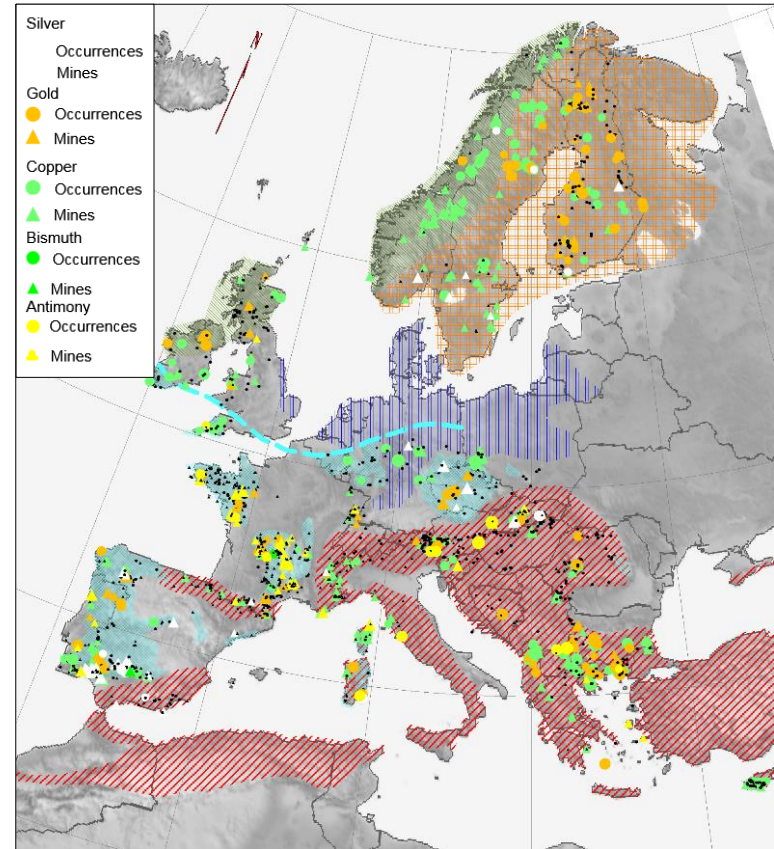 Silver
Occurrences
Mines
Gold
Occurrences
Mines
Copper
Occurrences
Mines
Bismuth
Occurrences
Mines
Antimony
Occurrences
Mines